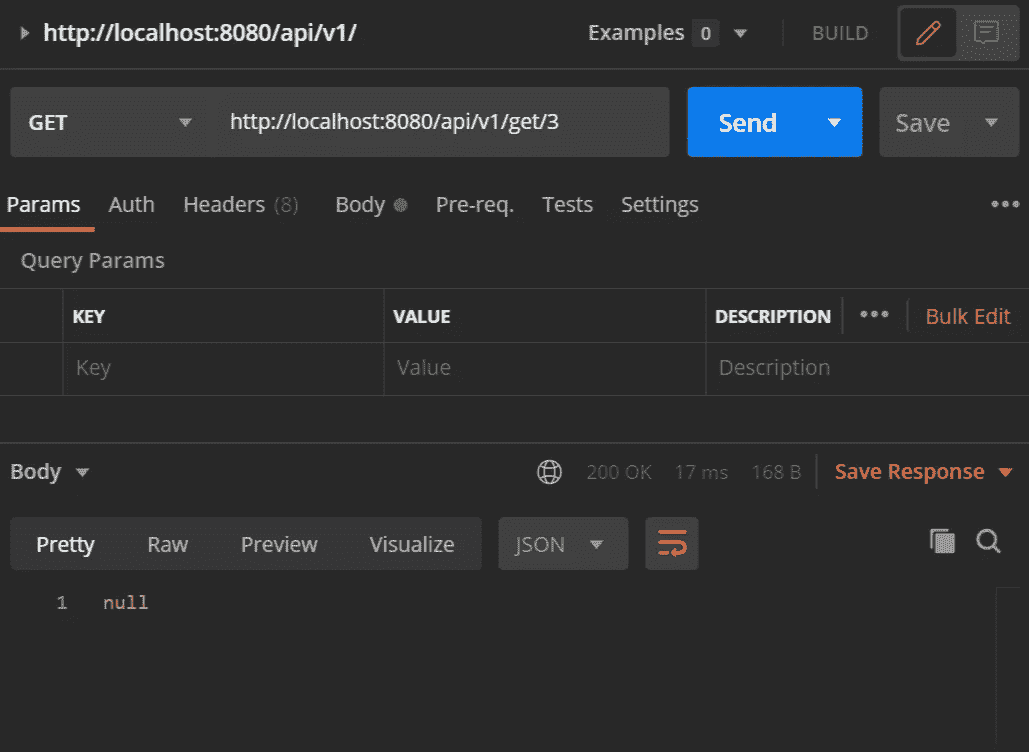 http://localhost:8080/api/v1/ Examples 0 BUILD
GET http://localhost:8080/api/v1/get/3 Send Save
Params Auth Headers (8) Body Pre-req. Tests Settings
Query Params
KEY VALUE DESCRIPTION Bulk Edit
Key Value Description
Body 200 OK 17 ms 168 B Save Response
Pretty Raw Preview Visualize JSON
1 null